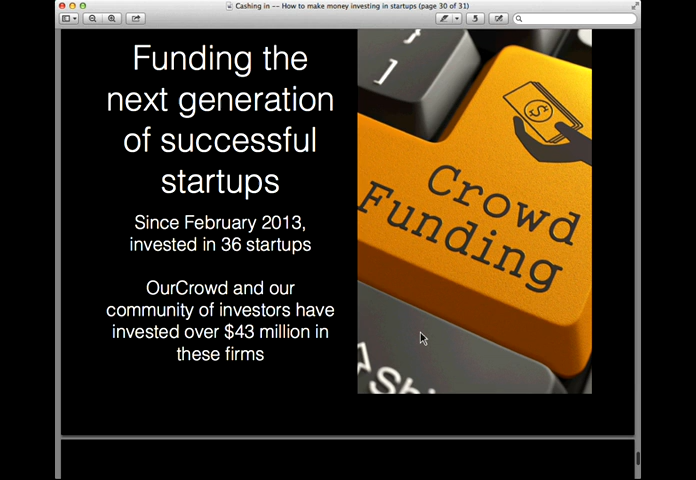 Cashing in -- How to make money investing in startups (page 30 of 31)
Funding the
next generation
of successful
startups
Since February 2013,
invested in 36 startups
OurCrowd and our
community of investors have
invested over $43 million in
these firms
}
]
$
Crowd
Funding
Shi